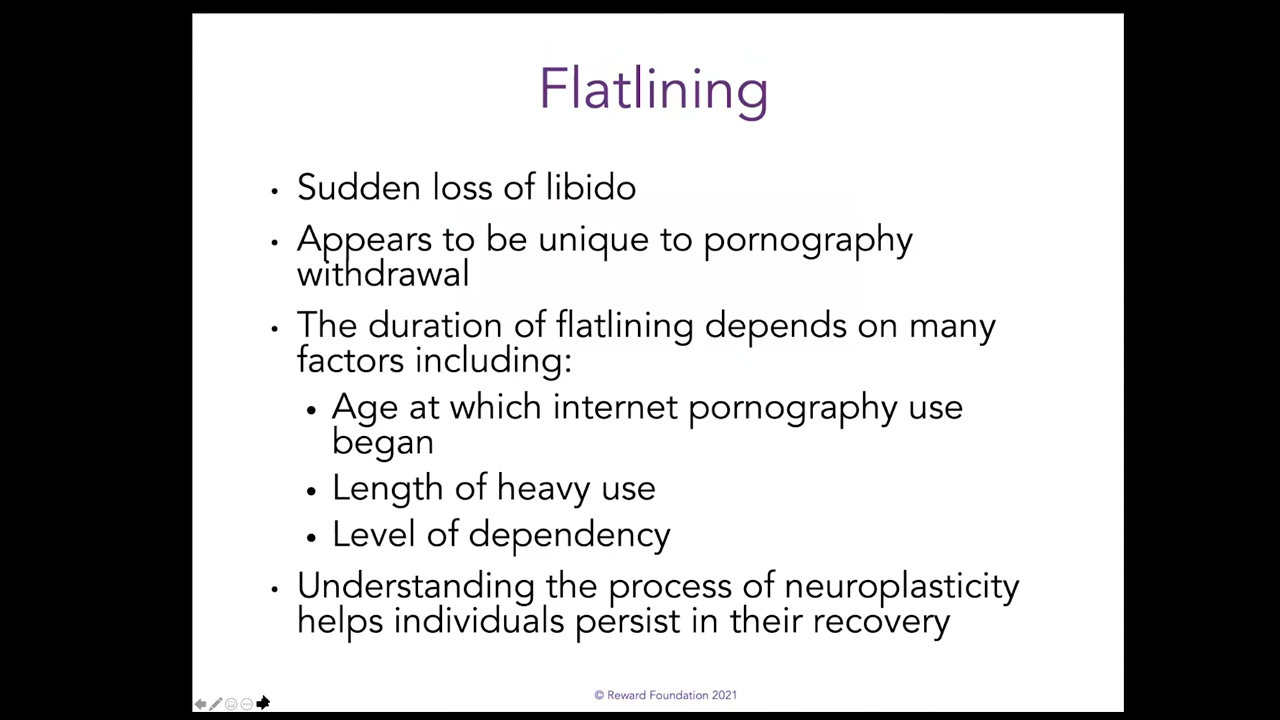 Flatlining
• Sudden loss of libido
• Appears to be unique to pornography
withdrawal
• The duration of flatlining depends on many
factors including:
• Age at which internet pornography use
began
• Length of heavy use
• Level of dependency
• Understanding the process of neuroplasticity
helps individuals persist in their recovery
© Reward Foundation 2021